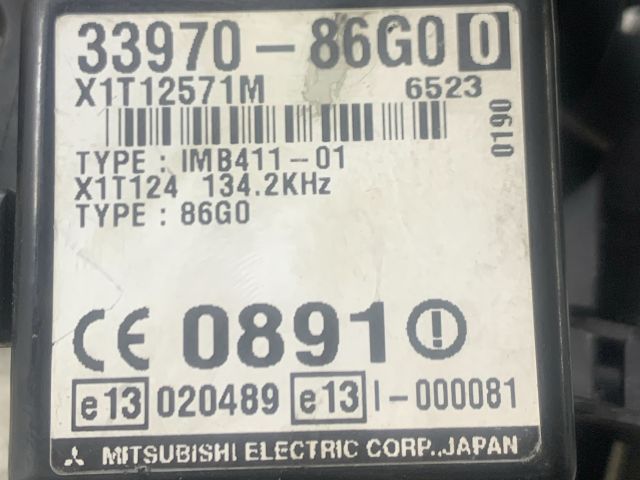 33970-86G0 0
X1T12571M 6523
0190
TYPE : IMB411-01
X1T124 134.2KHz
TYPE : 86G0
CE 0891 !
e13 020489 e13 I-000081
MITSUBISHI ELECTRIC CORP.,JAPAN